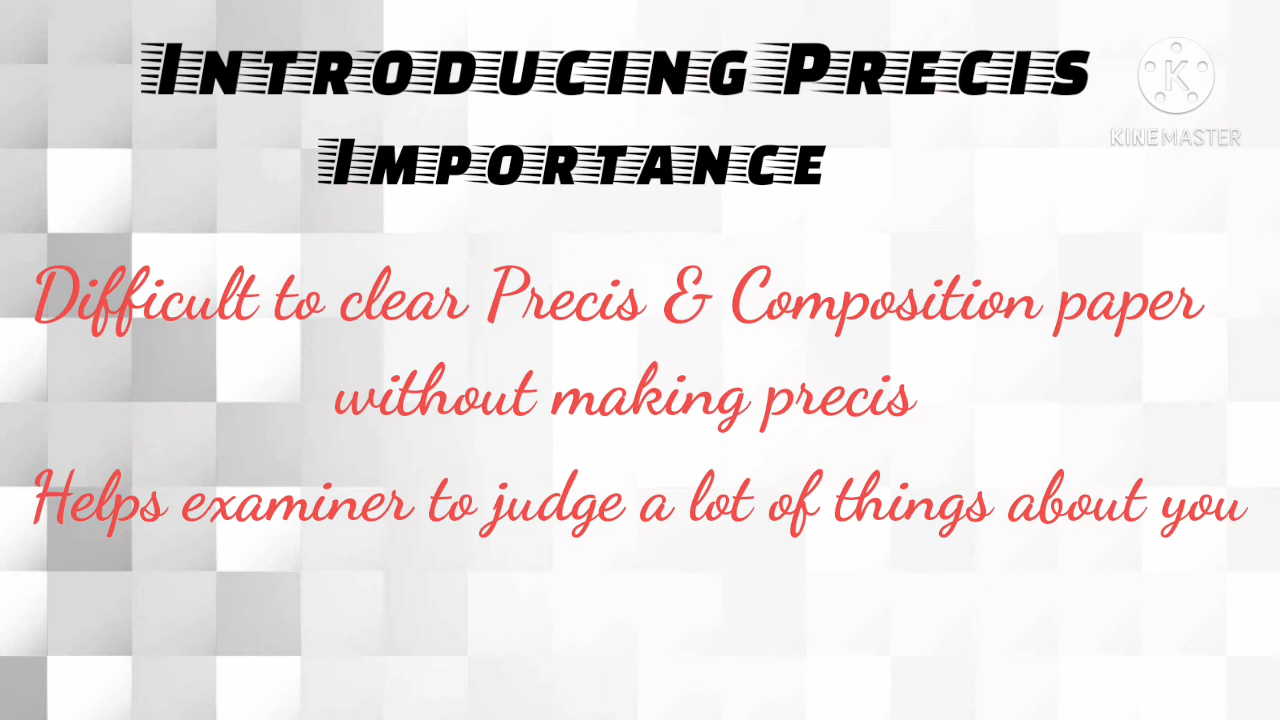 Introducing Precis
Importance
KINEMASTER
Difficult to clear Precis & Composition paper
without making precis
Helps examiner to judge a lot of things about you